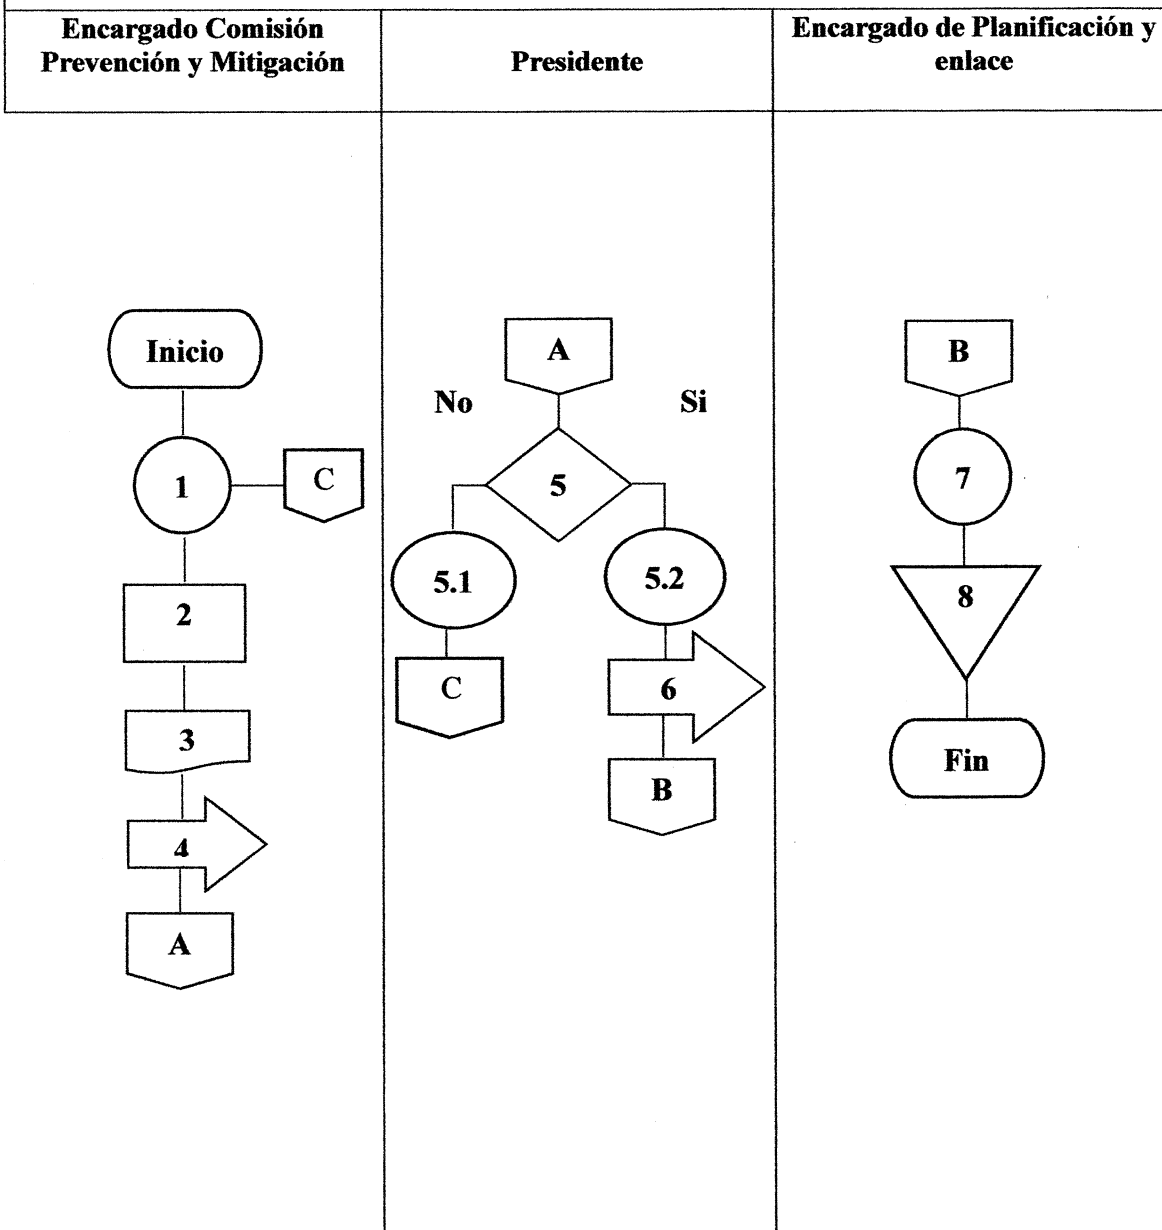 Encargado Comisión
Prevención y Mitigación
Presidente
Encargado de Planificación y
enlace
Inicio
1
C
2
3
4
A
A
No
Si
5
5.1
5.2
C
6
B
B
7
8
Fin